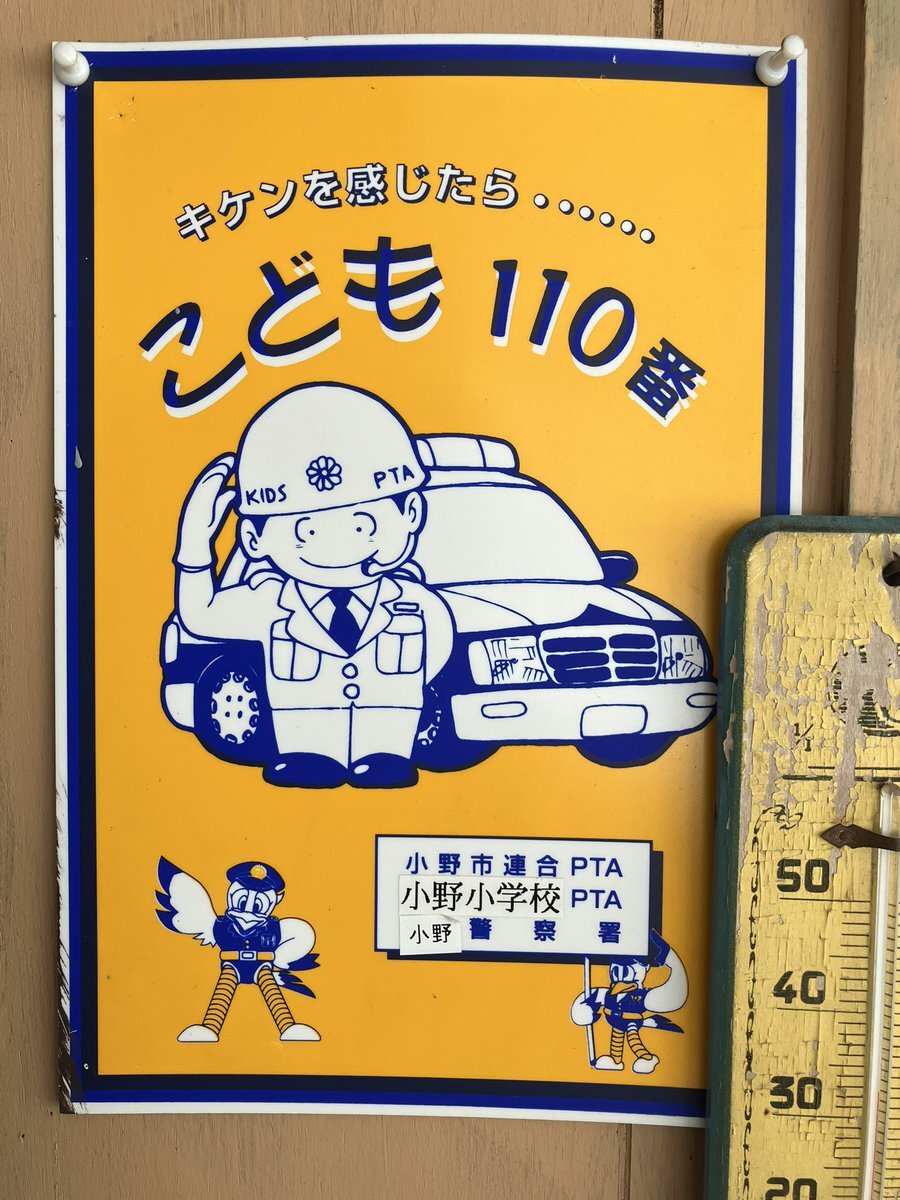 キケンを感じたら......
こども110番
KIDS PTA
小野市連合PTA
小野小学校PTA
小野 警察署
50
40
30
20